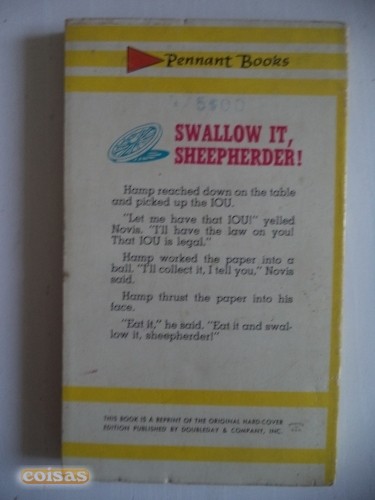 Pennant Books
5$00
SWALLOW IT,
SHEEPHERDER!
Hamp reached down on the table
and picked up the IOU.
"Let me have that IOU!" yelled
Novis. "I'll have the law on you!
That IOU is legal."
Hamp worked the paper into a
ball. "I'll collect it, I tell you," Novis
said.
Hamp thrust the paper into his
face.
"Eat it," he said. "Eat it and swal-
low it, sheepherder!"
THIS BOOK IS A REPRINT OF THE ORIGINAL HARD-COVER
EDITION PUBLISHED BY DOUBLEDAY & COMPANY, INC.
coisas